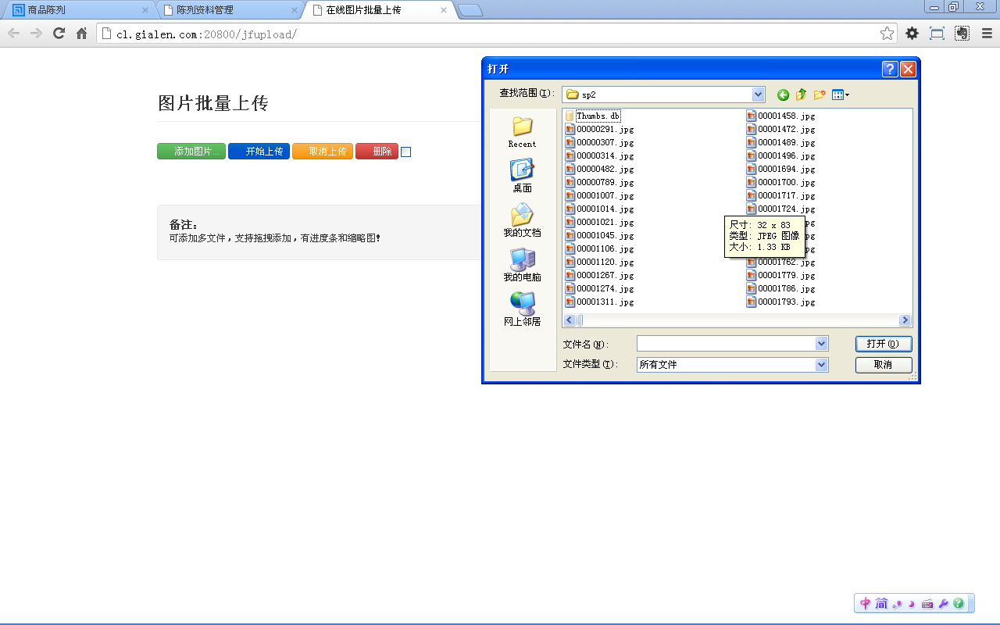 商品陈列
陈列资料管理
在线图片批量上传
cl.gialen.com:20800/jfupload/
图片批量上传
添加图片...
开始上传
取消上传
删除
备注:
可添加多文件，支持拖拽添加，有进度条和缩略图!
打开
查找范围(I):
sp2
Recent
桌面
我的文档
我的电脑
网上邻居
Thumbs.db
00000291.jpg
00000307.jpg
00000314.jpg
00000482.jpg
00000789.jpg
00001007.jpg
00001014.jpg
00001021.jpg
00001045.jpg
00001106.jpg
00001120.jpg
00001267.jpg
00001274.jpg
00001311.jpg
00001458.jpg
00001472.jpg
00001489.jpg
00001496.jpg
00001694.jpg
00001700.jpg
00001717.jpg
00001724.jpg
尺寸: 32 x 83
类型: JPEG 图像
大小: 1.33 KB
00001762.jpg
00001779.jpg
00001786.jpg
00001793.jpg
文件名(N):
打开(O)
文件类型(T):
所有文件
取消
中 简